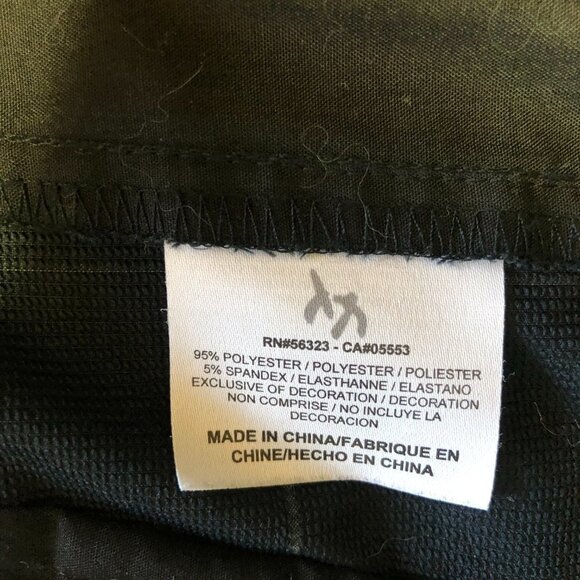 RN#56323 - CA#05553
95% POLYESTER / POLYESTER / POLIESTER
5% SPANDEX / ELASTHANNE / ELASTANO
EXCLUSIVE OF DECORATION / DECORATION
NON COMPRISE / NO INCLUYE LA
DECORACION
MADE IN CHINA/FABRIQUE EN
CHINE/HECHO EN CHINA